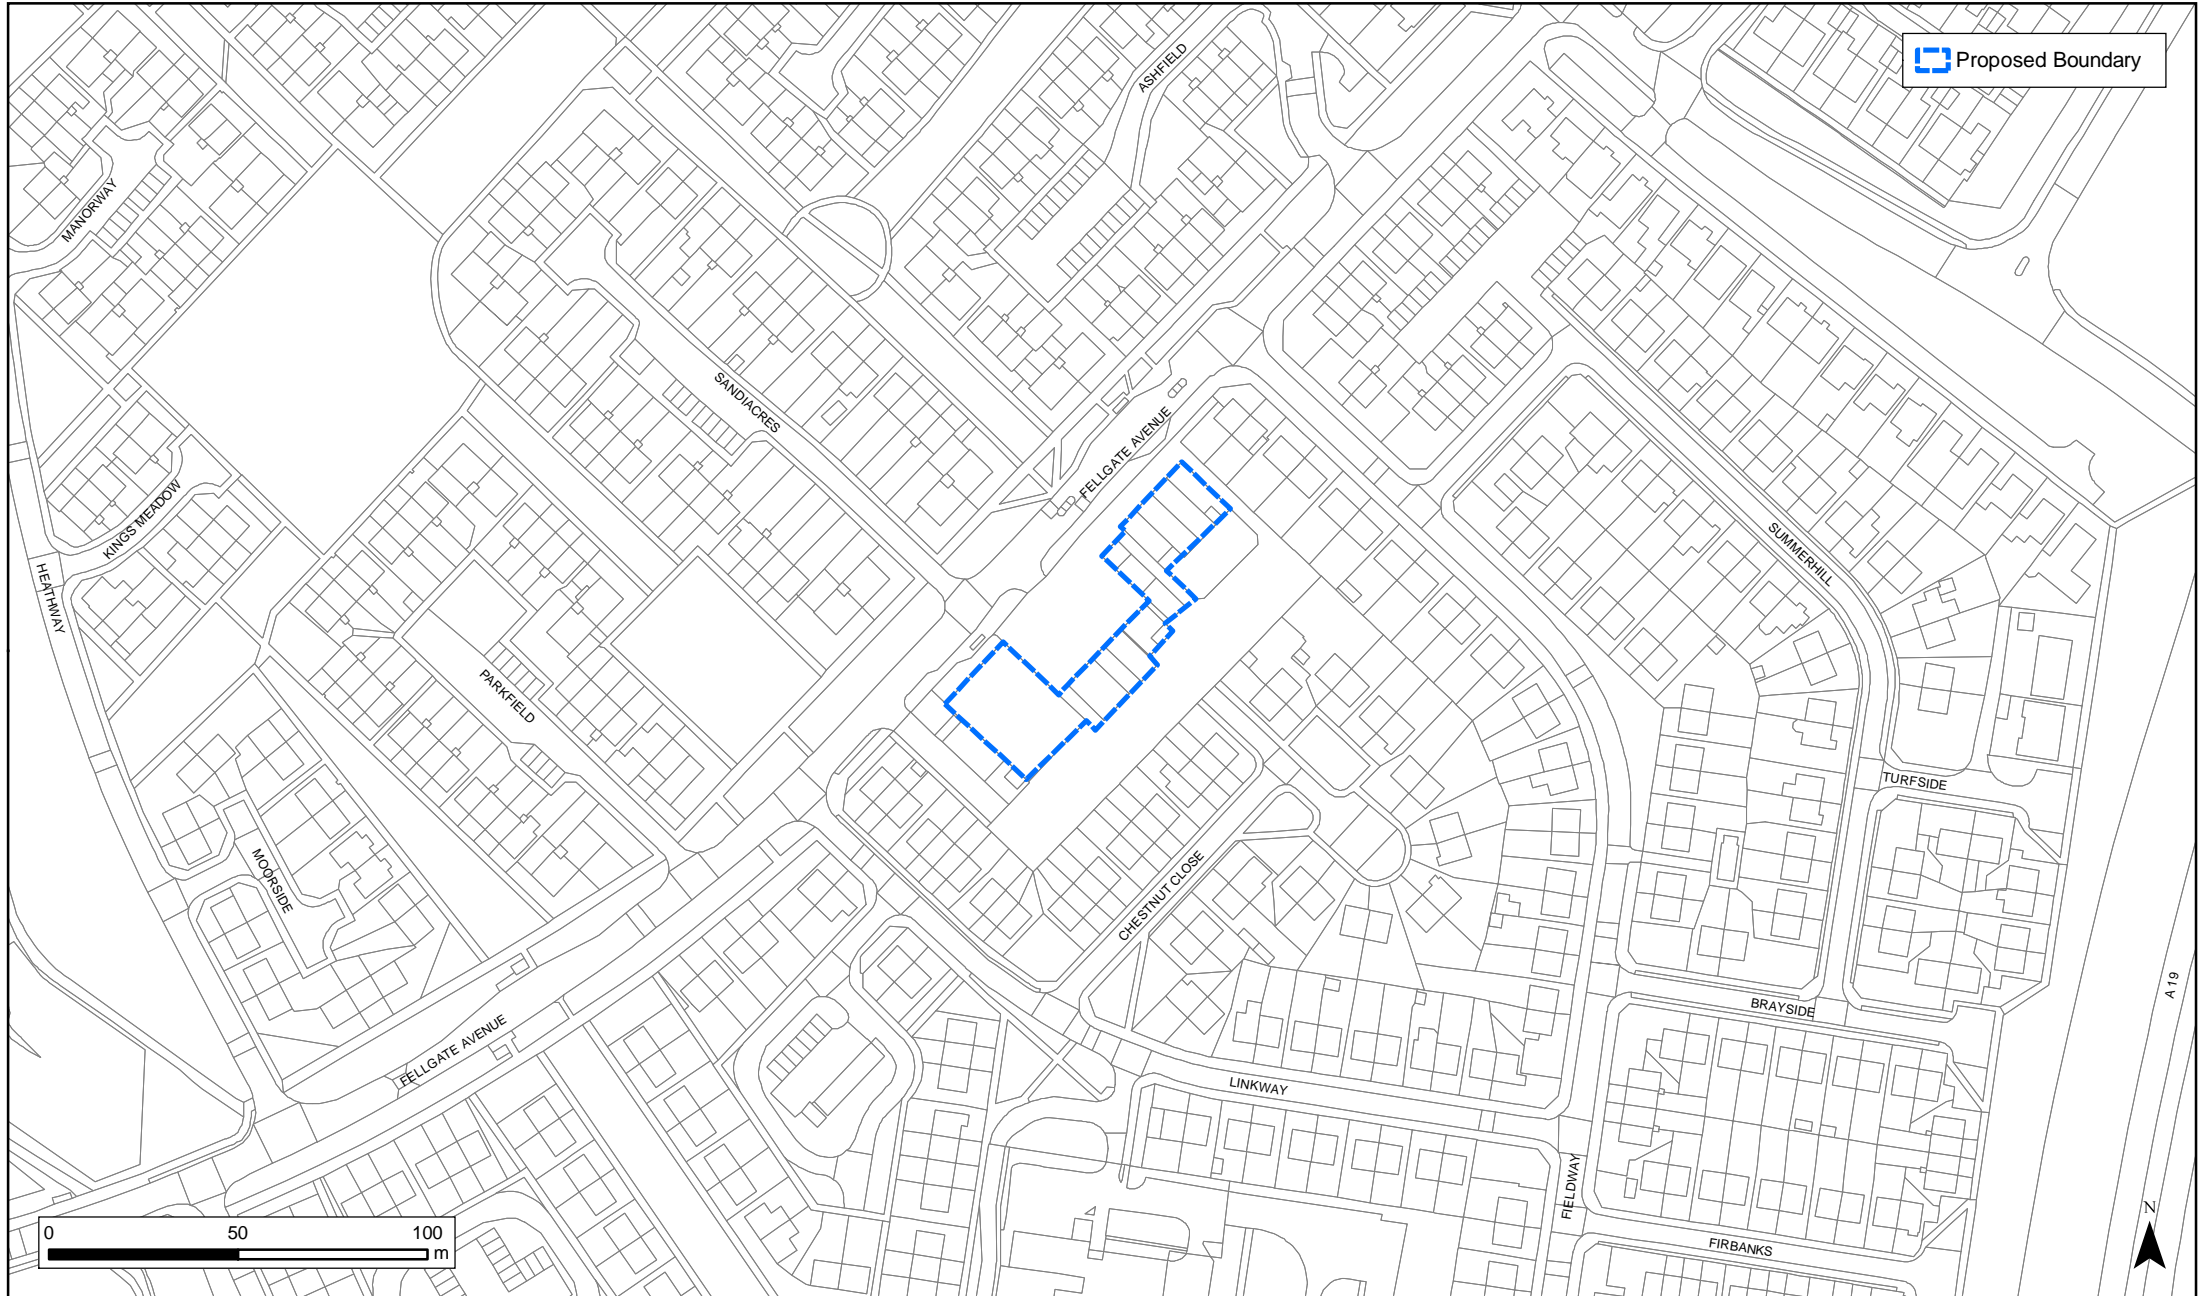 Proposed Boundary
ASHFIELD
MANORWAY
SANDIACRES
FELLGATE AVENUE
KINGS MEADOW
HEATHWAY
SUMMERHILL
PARKFIELD
TURFSIDE
MOORSIDE
CHESTNUT CLOSE
A 19
BRAYSIDE
FELLGATE AVENUE
LINKWAY
FIELDWAY
N
FIRBANKS
0 50 100
m